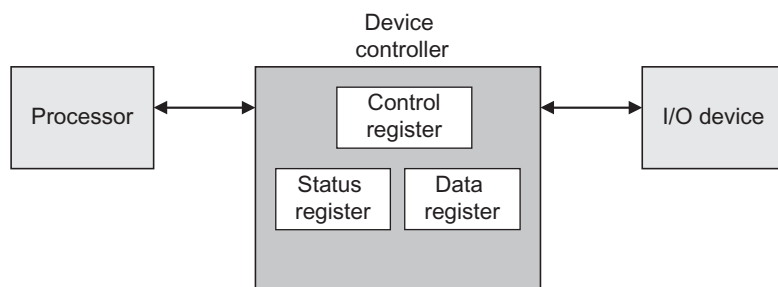 Device
controller
Processor
Control
register
I/O device
Status
register
Data
register